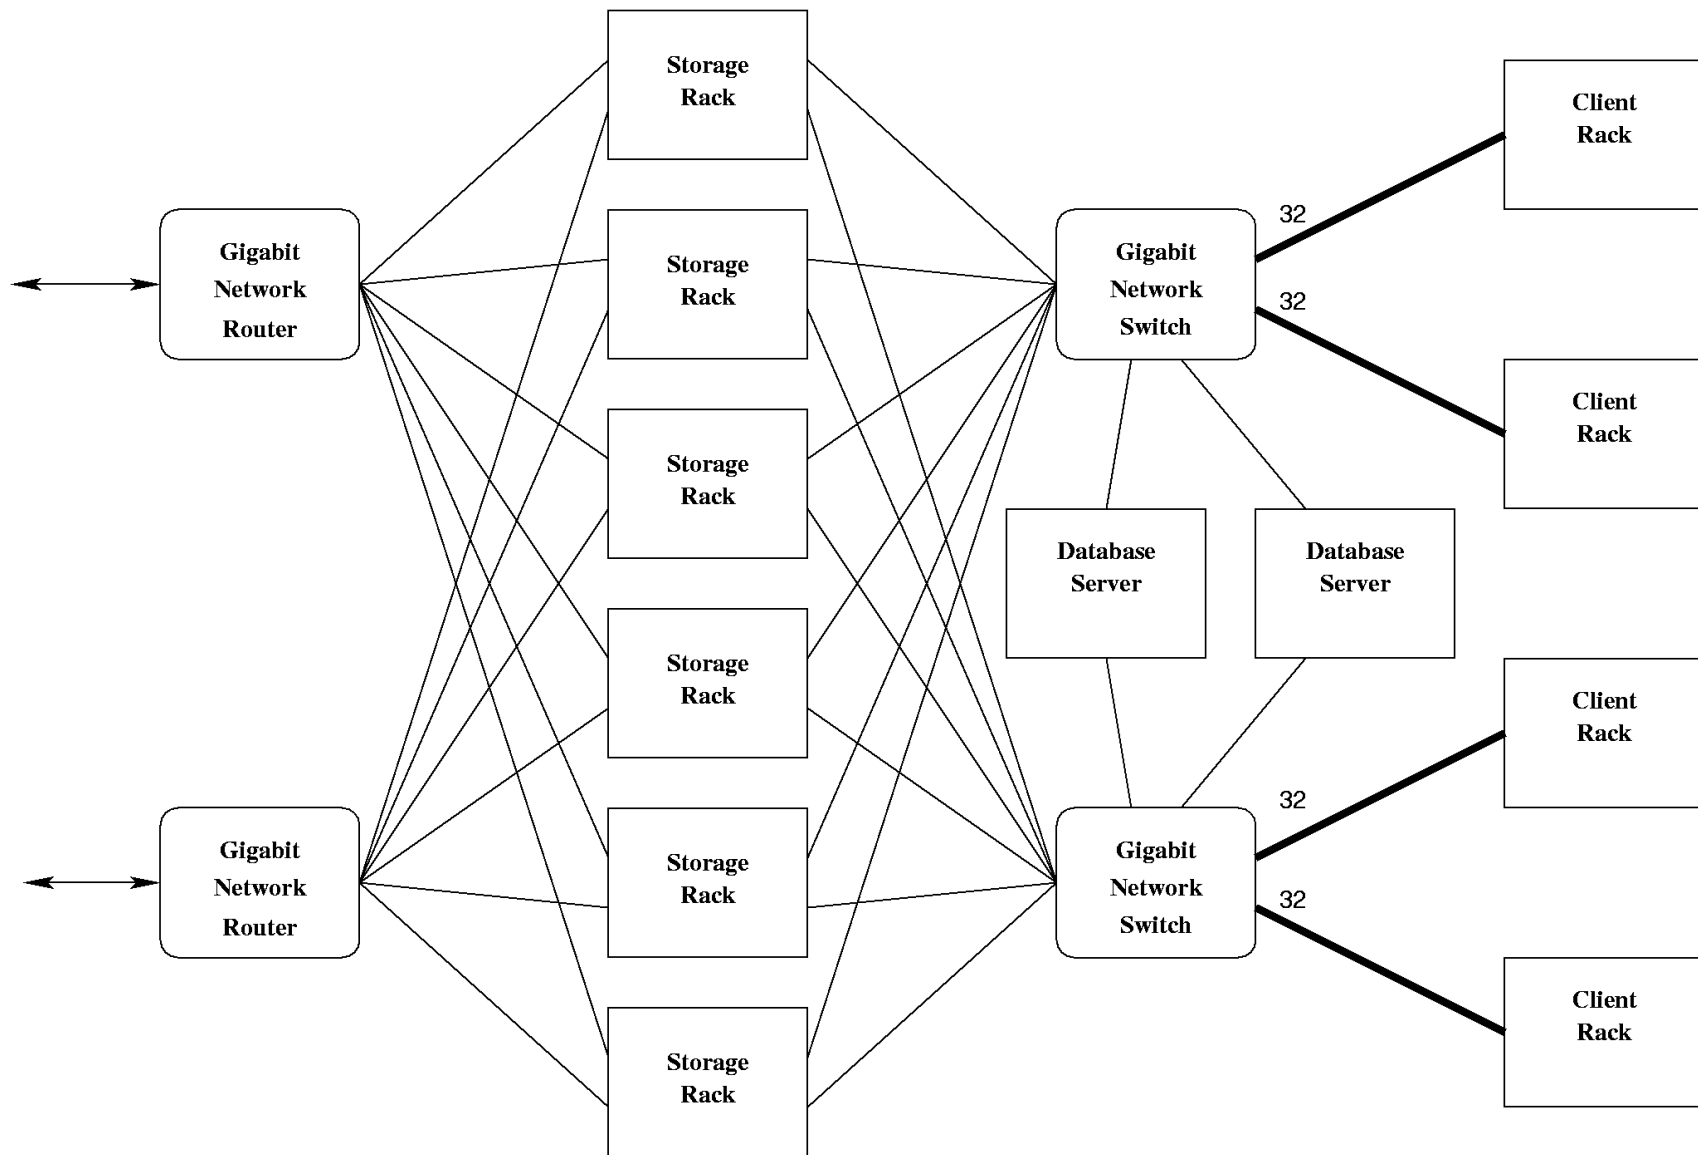 Storage
Rack
Client
Rack
Gigabit
Network
Router
Storage
Rack
Gigabit
Network
Switch
32
32
Client
Rack
Storage
Rack
Database
Server
Database
Server
Storage
Rack
Client
Rack
Gigabit
Network
Router
Storage
Rack
Gigabit
Network
Switch
32
32
Client
Rack
Storage
Rack